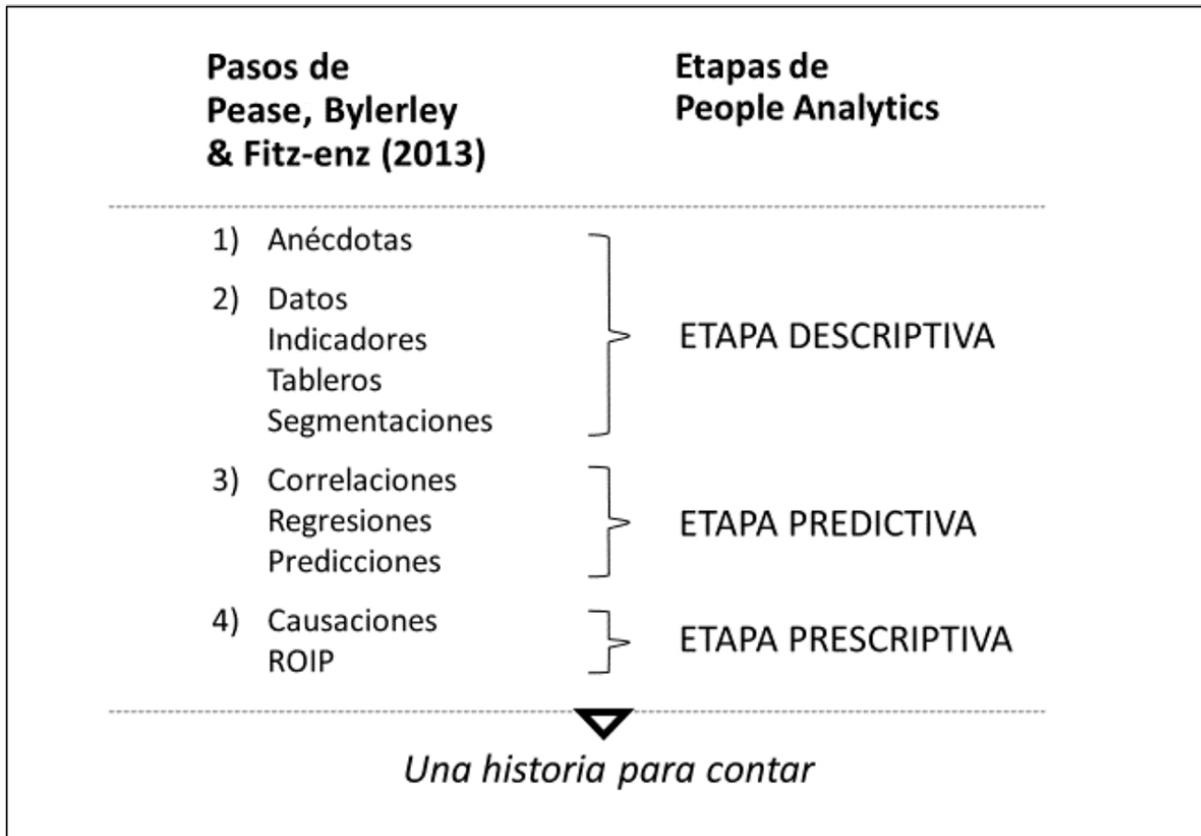 Pasos de
Pease, Bylerley
& Fitz-enz (2013)
Etapas de
People Analytics
1) Anécdotas
2) Datos
Indicadores
Tableros
Segmentaciones
ETAPA DESCRIPTIVA
3) Correlaciones
Regresiones
Predicciones
ETAPA PREDICTIVA
4) Causaciones
ROIP
ETAPA PRESCRIPTIVA
Una historia para contar